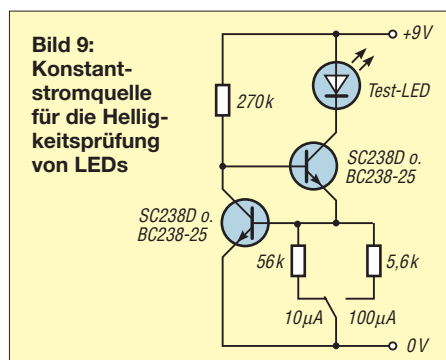 Bild 9:
Konstant-
stromquelle
für die Hellig-
keitsprüfung
von LEDs
+9V
Test-LED
270k
SC238D o.
BC238-25
SC238D o.
BC238-25
56k
5,6k
10µA
100µA
0V